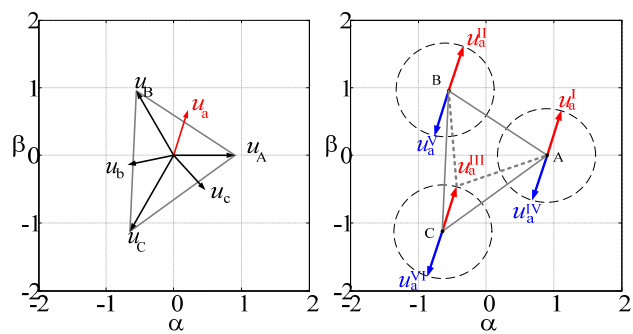 2
1
0
-1
-2
-2
-1
0
1
2
β
α
u_B
u_a
u_A
u_b
u_c
u_C
2
1
0
-1
-2
-2
-1
0
1
2
β
α
u_a^II
B
u_a^V
u_a^I
A
u_a^III
u_a^IV
C
u_a^VI